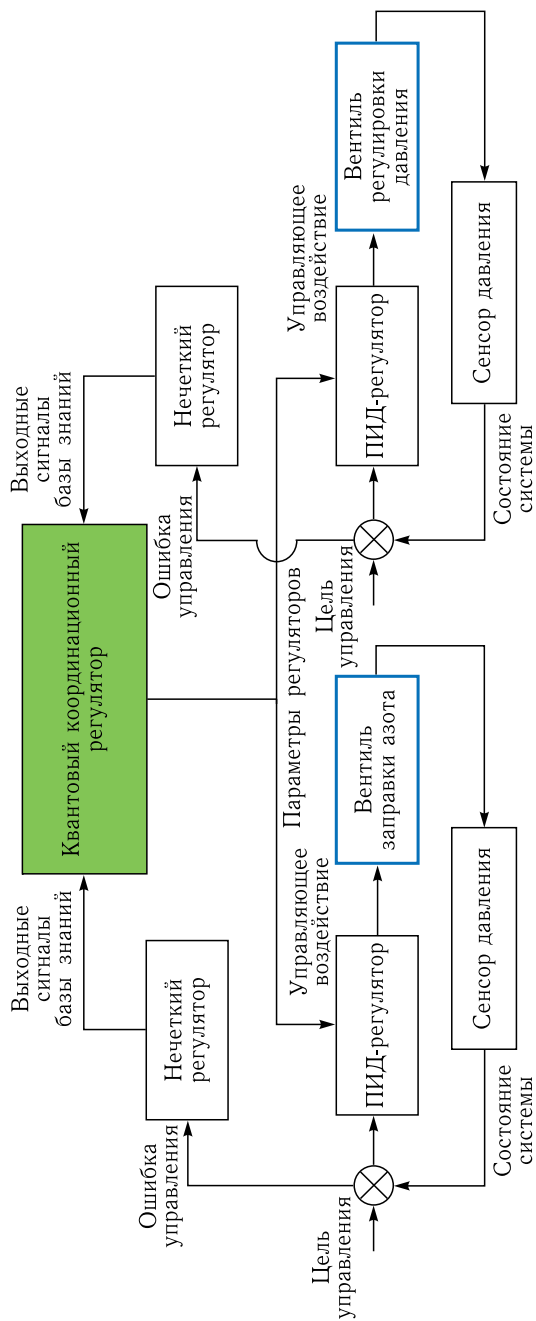 Выходные
сигналы
базы знаний
Квантовый координационный
регулятор
Выходные
сигналы
базы знаний
Ошибка
управления
Нечеткий
регулятор
Ошибка
управления
Нечеткий
регулятор
Параметры регуляторов
Цель
управления
ПИД-регулятор
Управляющее
воздействие
Вентиль
заправки азота
Сенсор давления
Состояние
системы
Цель
управления
ПИД-регулятор
Управляющее
воздействие
Вентиль
регулировки
давления
Сенсор давления
Состояние
системы